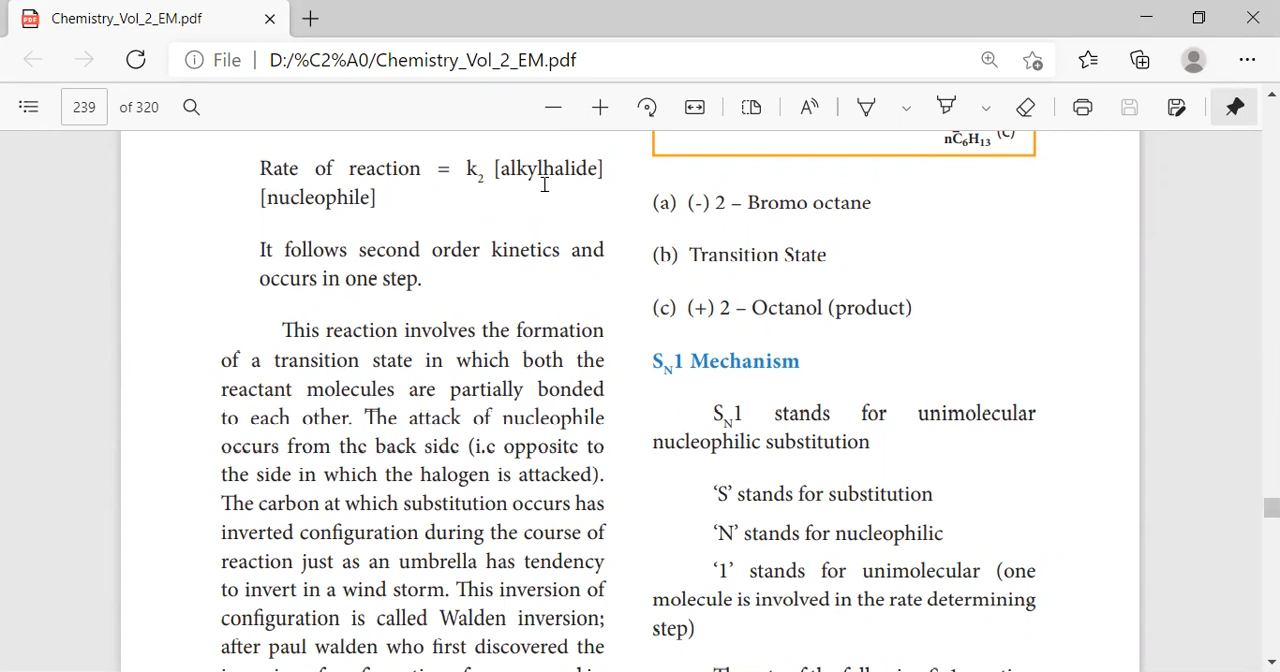 Chemistry_Vol_2_EM.pdf
File
D:/%C2%A0/Chemistry_Vol_2_EM.pdf
239 of 320
Rate of reaction = k2 [alkylhalide]
[nucleophile]
It follows second order kinetics and
occurs in one step.
This reaction involves the formation
of a transition state in which both the
reactant molecules are partially bonded
to each other. The attack of nucleophile
occurs from the back side (i.e opposite to
the side in which the halogen is attacked).
The carbon at which substitution occurs has
inverted configuration during the course of
reaction just as an umbrella has tendency
to invert in a wind storm. This inversion of
configuration is called Walden inversion;
after paul walden who first discovered the
nC6H13 (C)
(a) (-) 2 – Bromo octane
(b) Transition State
(c) (+) 2 – Octanol (product)
SN1 Mechanism
SN1 stands for unimolecular
nucleophilic substitution
‘S’ stands for substitution
‘N’ stands for nucleophilic
‘1’ stands for unimolecular (one
molecule is involved in the rate determining
step)